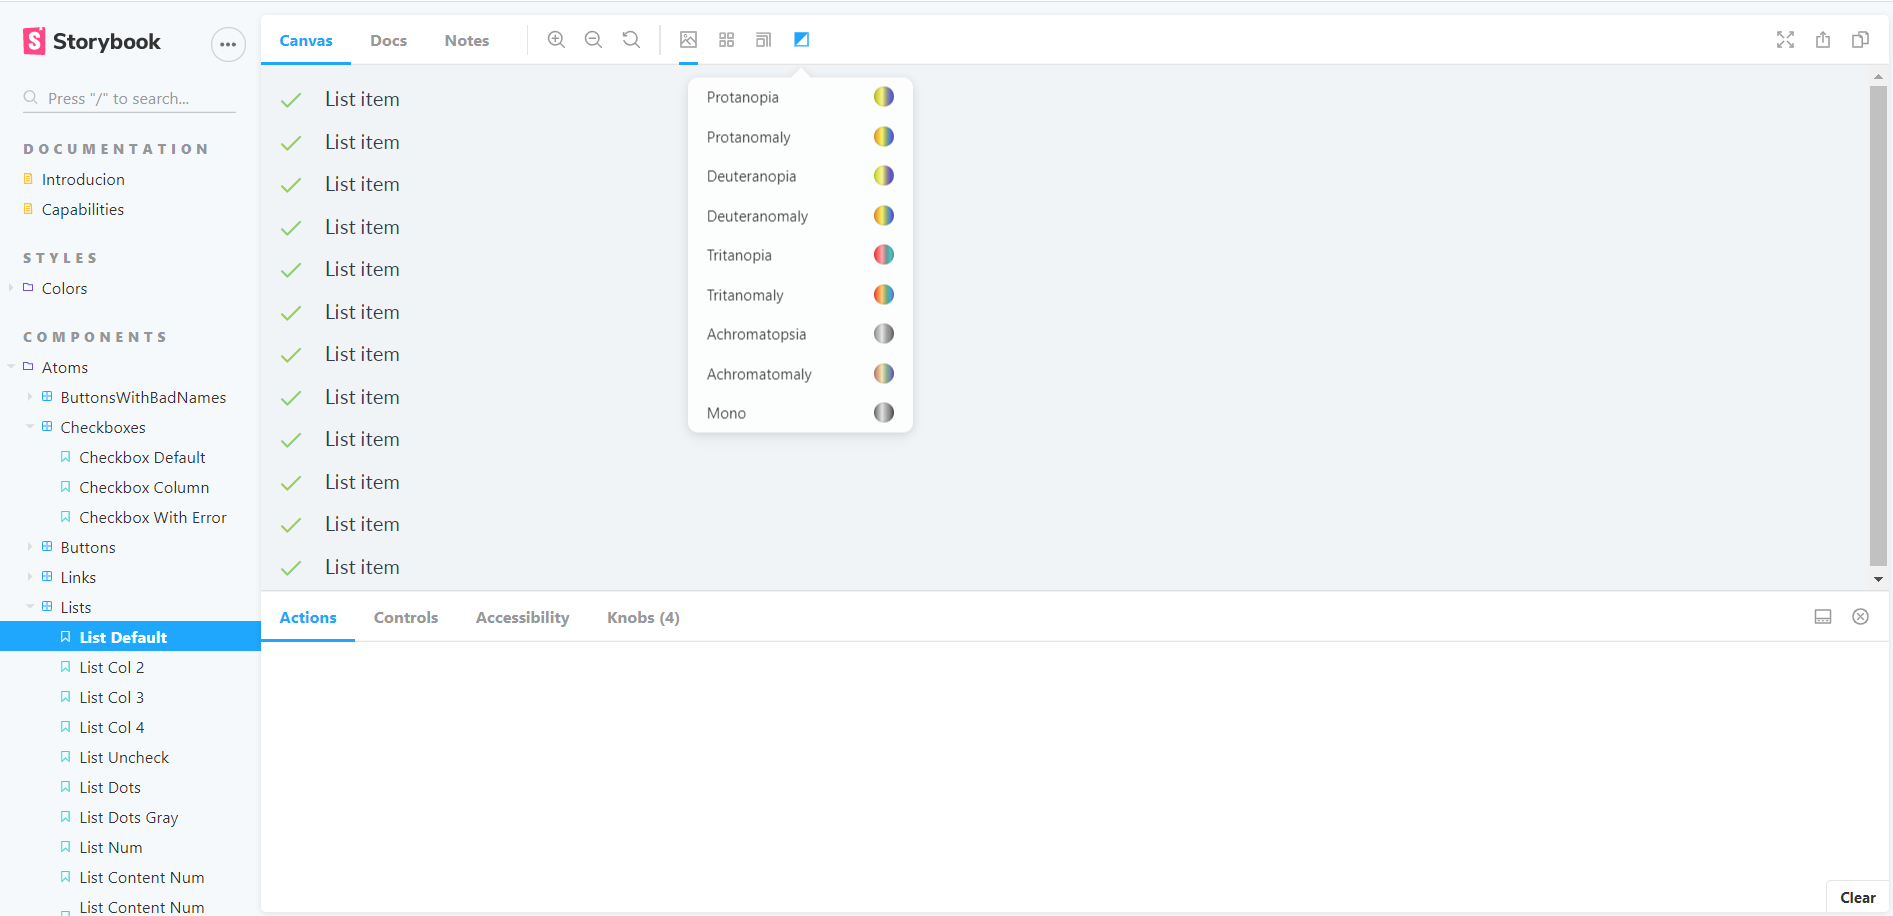 Storybook
Press "/" to search...
DOCUMENTATION
Introducion
Capabilities
STYLES
Colors
COMPONENTS
Atoms
ButtonsWithBadNames
Checkboxes
Checkbox Default
Checkbox Column
Checkbox With Error
Buttons
Links
Lists
List Default
List Col 2
List Col 3
List Col 4
List Uncheck
List Dots
List Dots Gray
List Num
List Content Num
List Content Num
Canvas Docs Notes
List item
List item
List item
List item
List item
List item
List item
List item
List item
List item
List item
List item
Protanopia
Protanomaly
Deuteranopia
Deuteranomaly
Tritanopia
Tritanomaly
Achromatopsia
Achromatomaly
Mono
Actions Controls Accessibility Knobs (4)
Clear